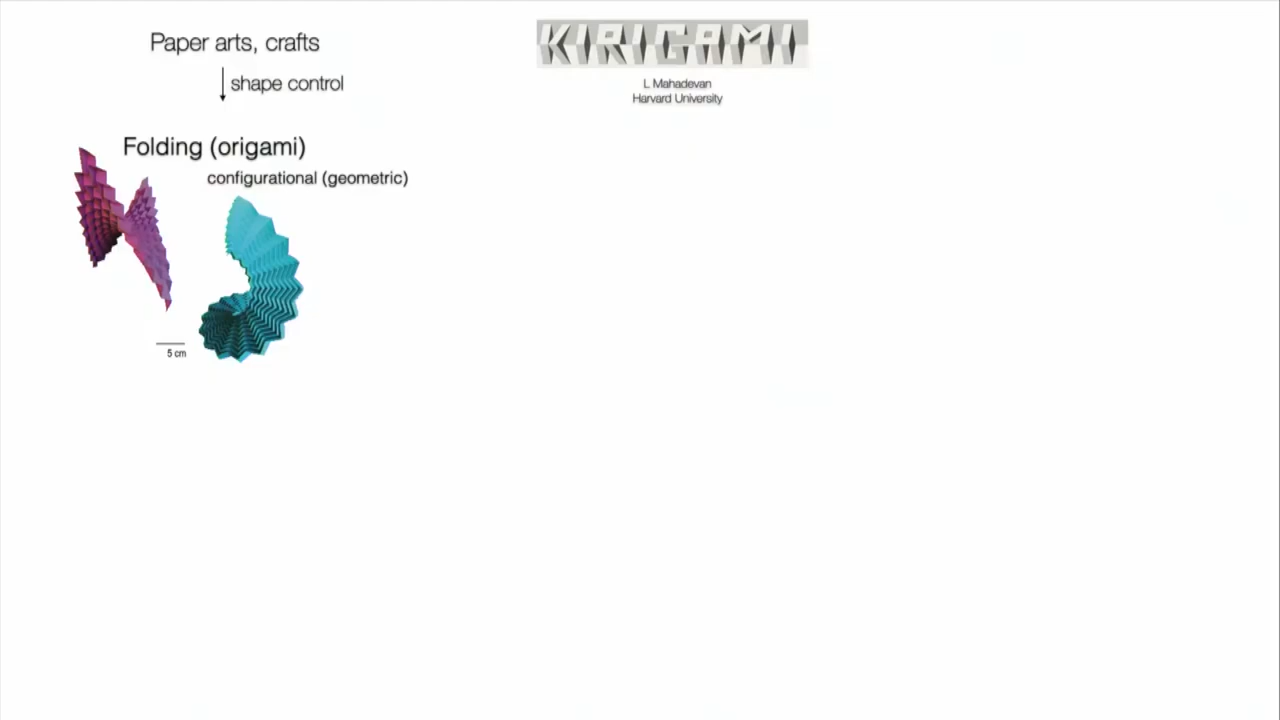 Paper arts, crafts
shape control
KIRIGAMI
L Mahadevan
Harvard University
Folding (origami)
configurational (geometric)
5 cm